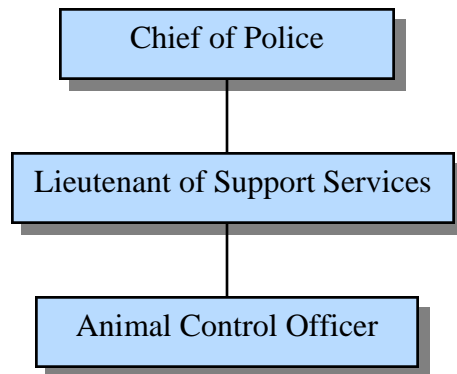 Chief of Police
Lieutenant of Support Services
Animal Control Officer